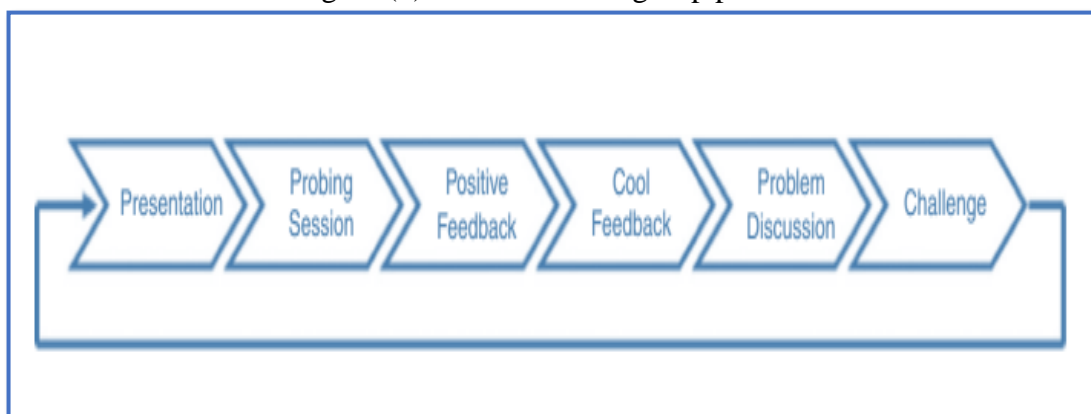 Presentation
Probing
Session
Positive
Feedback
Cool
Feedback
Problem
Discussion
Challenge